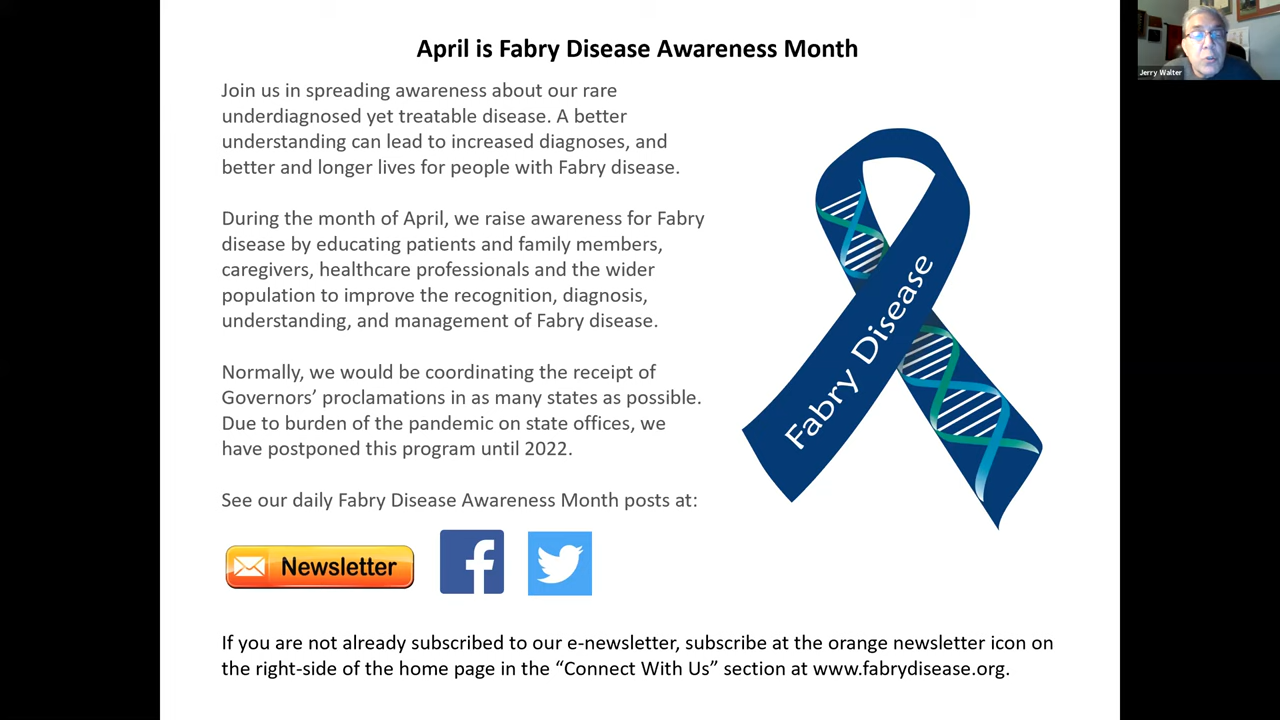 April is Fabry Disease Awareness Month
Jerry Walter
Join us in spreading awareness about our rare
underdiagnosed yet treatable disease. A better
understanding can lead to increased diagnoses, and
better and longer lives for people with Fabry disease.
During the month of April, we raise awareness for Fabry
disease by educating patients and family members,
caregivers, healthcare professionals and the wider
population to improve the recognition, diagnosis,
understanding, and management of Fabry disease.
Normally, we would be coordinating the receipt of
Governors’ proclamations in as many states as possible.
Due to burden of the pandemic on state offices, we
have postponed this program until 2022.
See our daily Fabry Disease Awareness Month posts at:
Fabry Disease
Newsletter
If you are not already subscribed to our e-newsletter, subscribe at the orange newsletter icon on
the right-side of the home page in the “Connect With Us” section at www.fabrydisease.org.